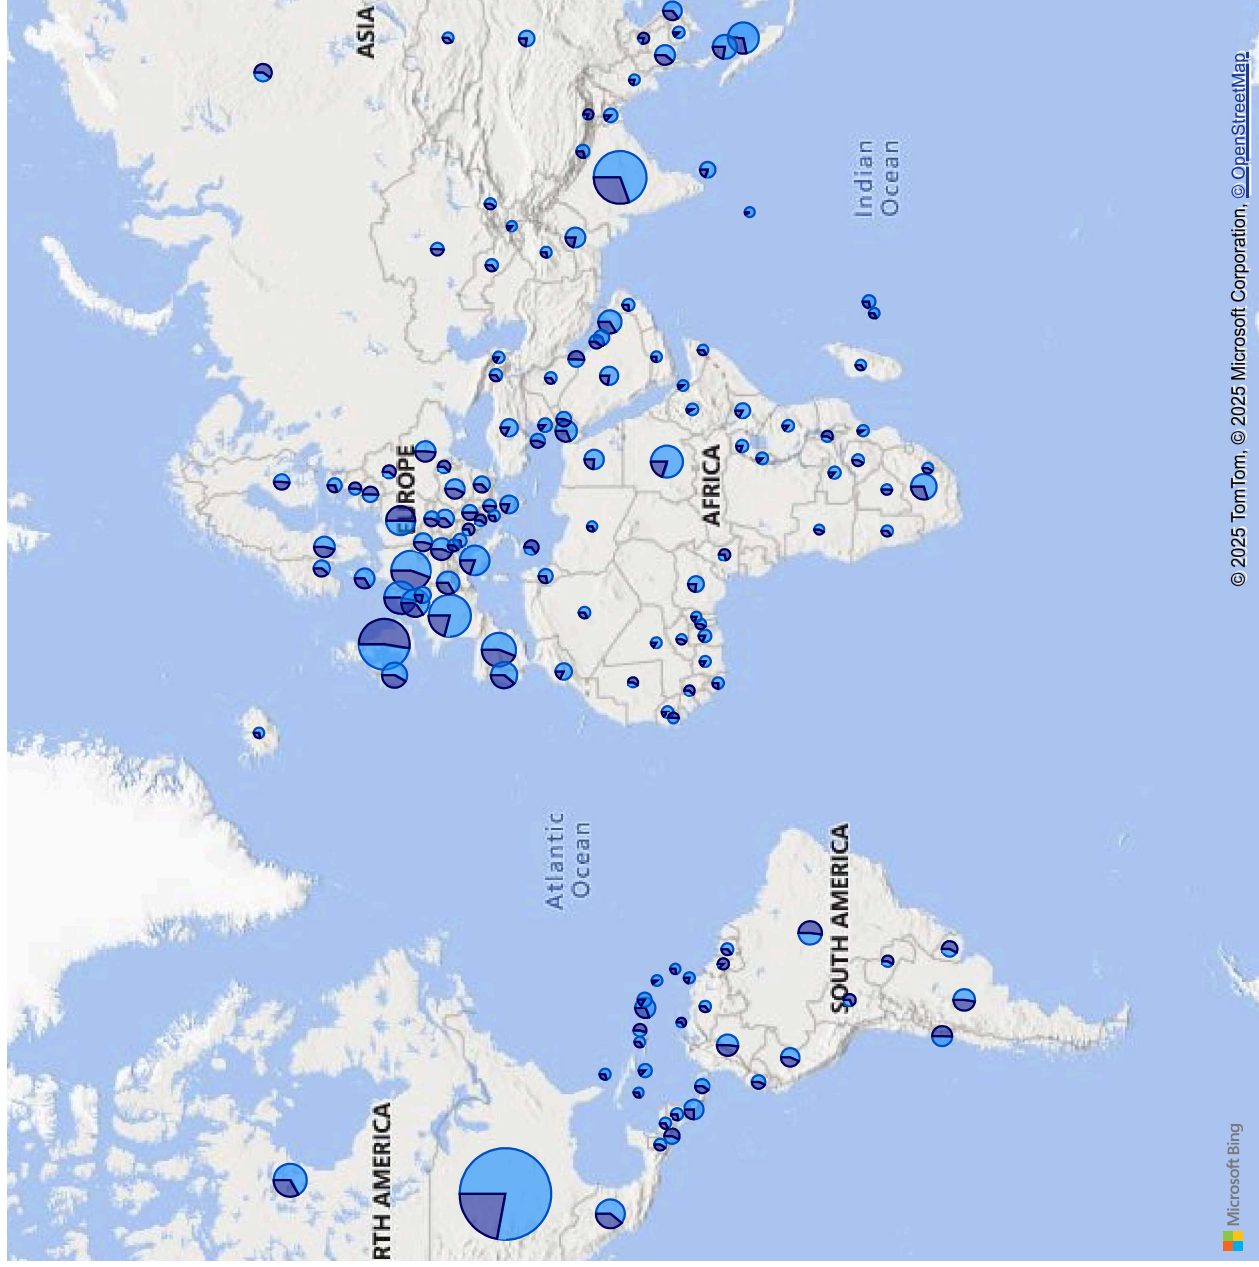 ASIA
EUROPE
AFRICA
Indian
Ocean
Atlantic
Ocean
SOUTH AMERICA
RTH AMERICA
© 2025 TomTom, © 2025 Microsoft Corporation, © OpenStreetMap
Microsoft Bing